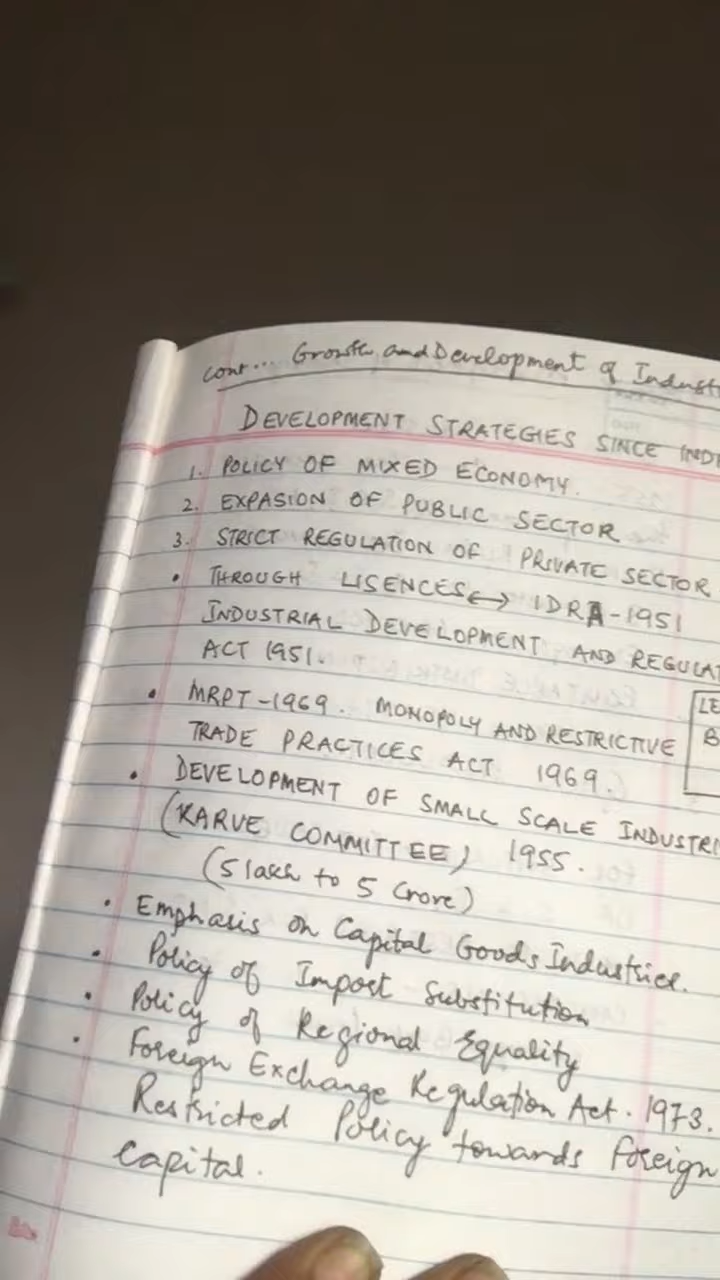 cont... Growth and Development of Indust
DEVELOPMENT STRATEGIES SINCE INDE
1. POLICY OF MIXED ECONOMY.
2. EXPASION OF PUBLIC SECTOR
3. STRICT REGULATION OF PRIVATE SECTOR
• THROUGH LISENCES ↔ IDRA-1951
INDUSTRIAL DEVELOPMENT AND REGULAT
ACT 1951.
• MRPT-1969. MONOPOLY AND RESTRICTIVE
TRADE PRACTICES ACT 1969.
LE
B
• DEVELOPMENT OF SMALL SCALE INDUSTRI
(KARVE COMMITTEE) 1955.
(5 lakh to 5 Crore)
• Emphasis on Capital Goods Industries.
• Policy of Import Substitution
• Policy of Regional Equality
• Foreign Exchange Regulation Act. 1973.
Restricted Policy towards foreign
capital.